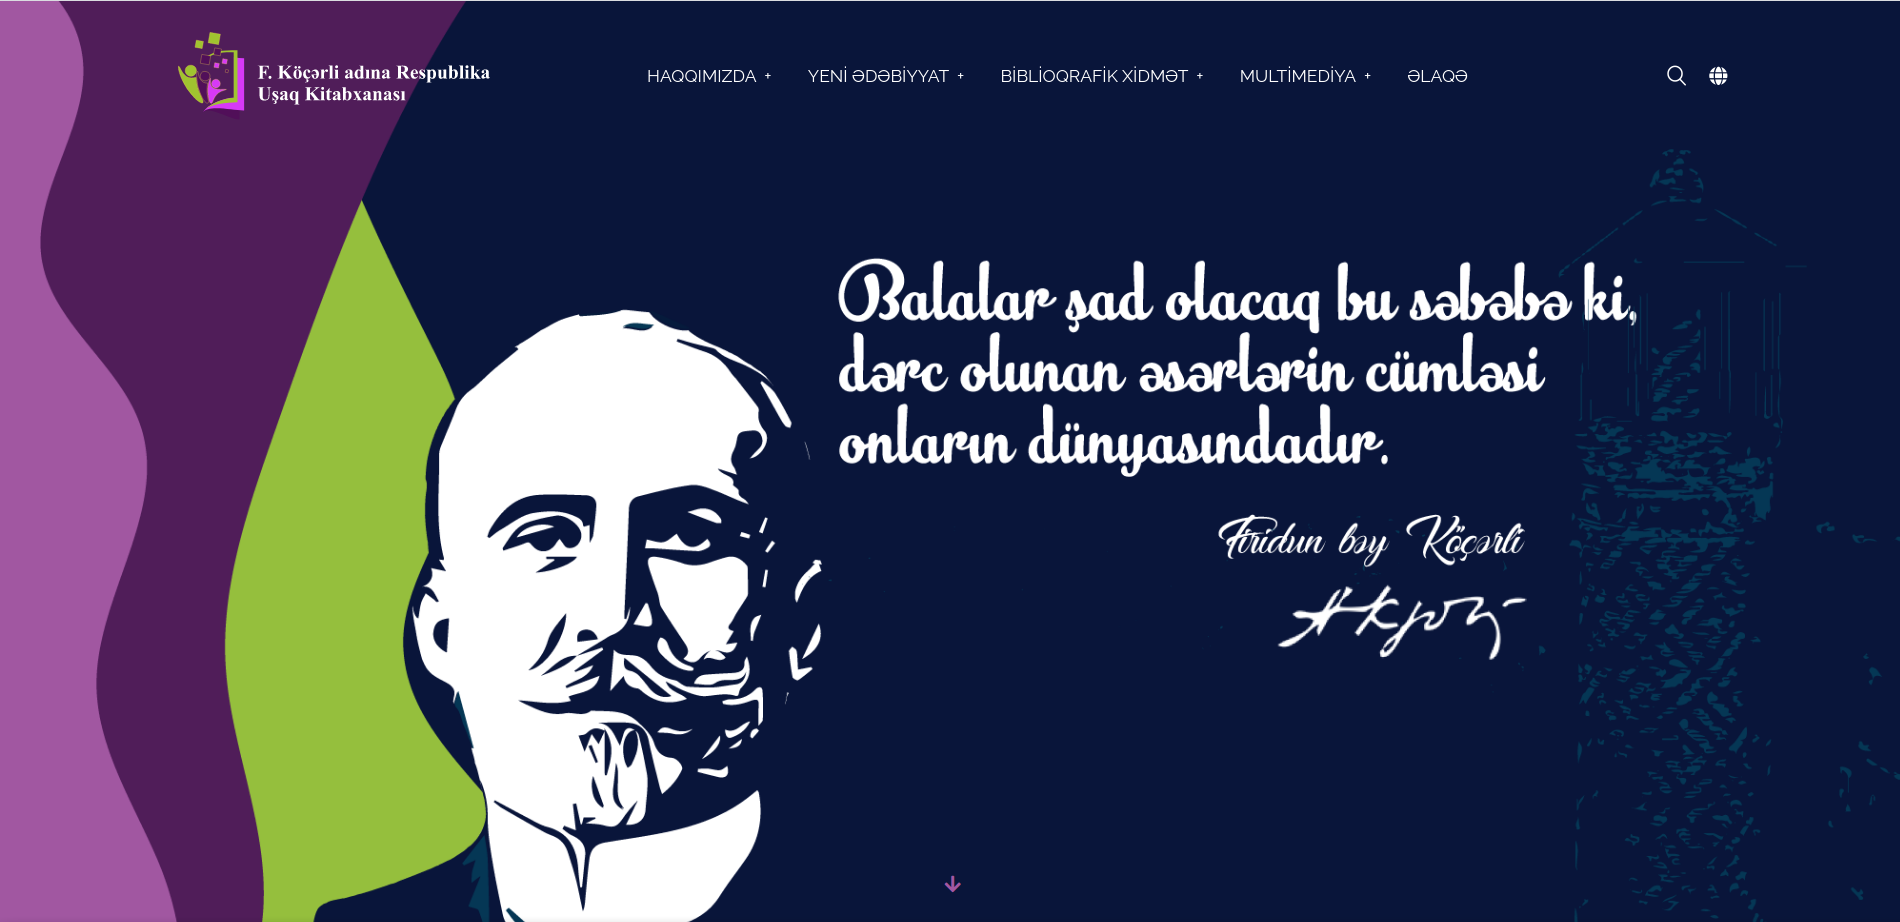 F. Köçərli adına Respublika
Uşaq Kitabxanası
HAQQIMIZDA +
YENİ ƏDƏBİYYAT +
BİBLİOQRAFİK XİDMƏT +
MULTİMEDİYA +
ƏLAQƏ
Balalar şad olacaq bu səbəbə ki,
dərc olunan əsərlərin cümləsi
onların dünyasındadır.
Firidun bəy Köçərli